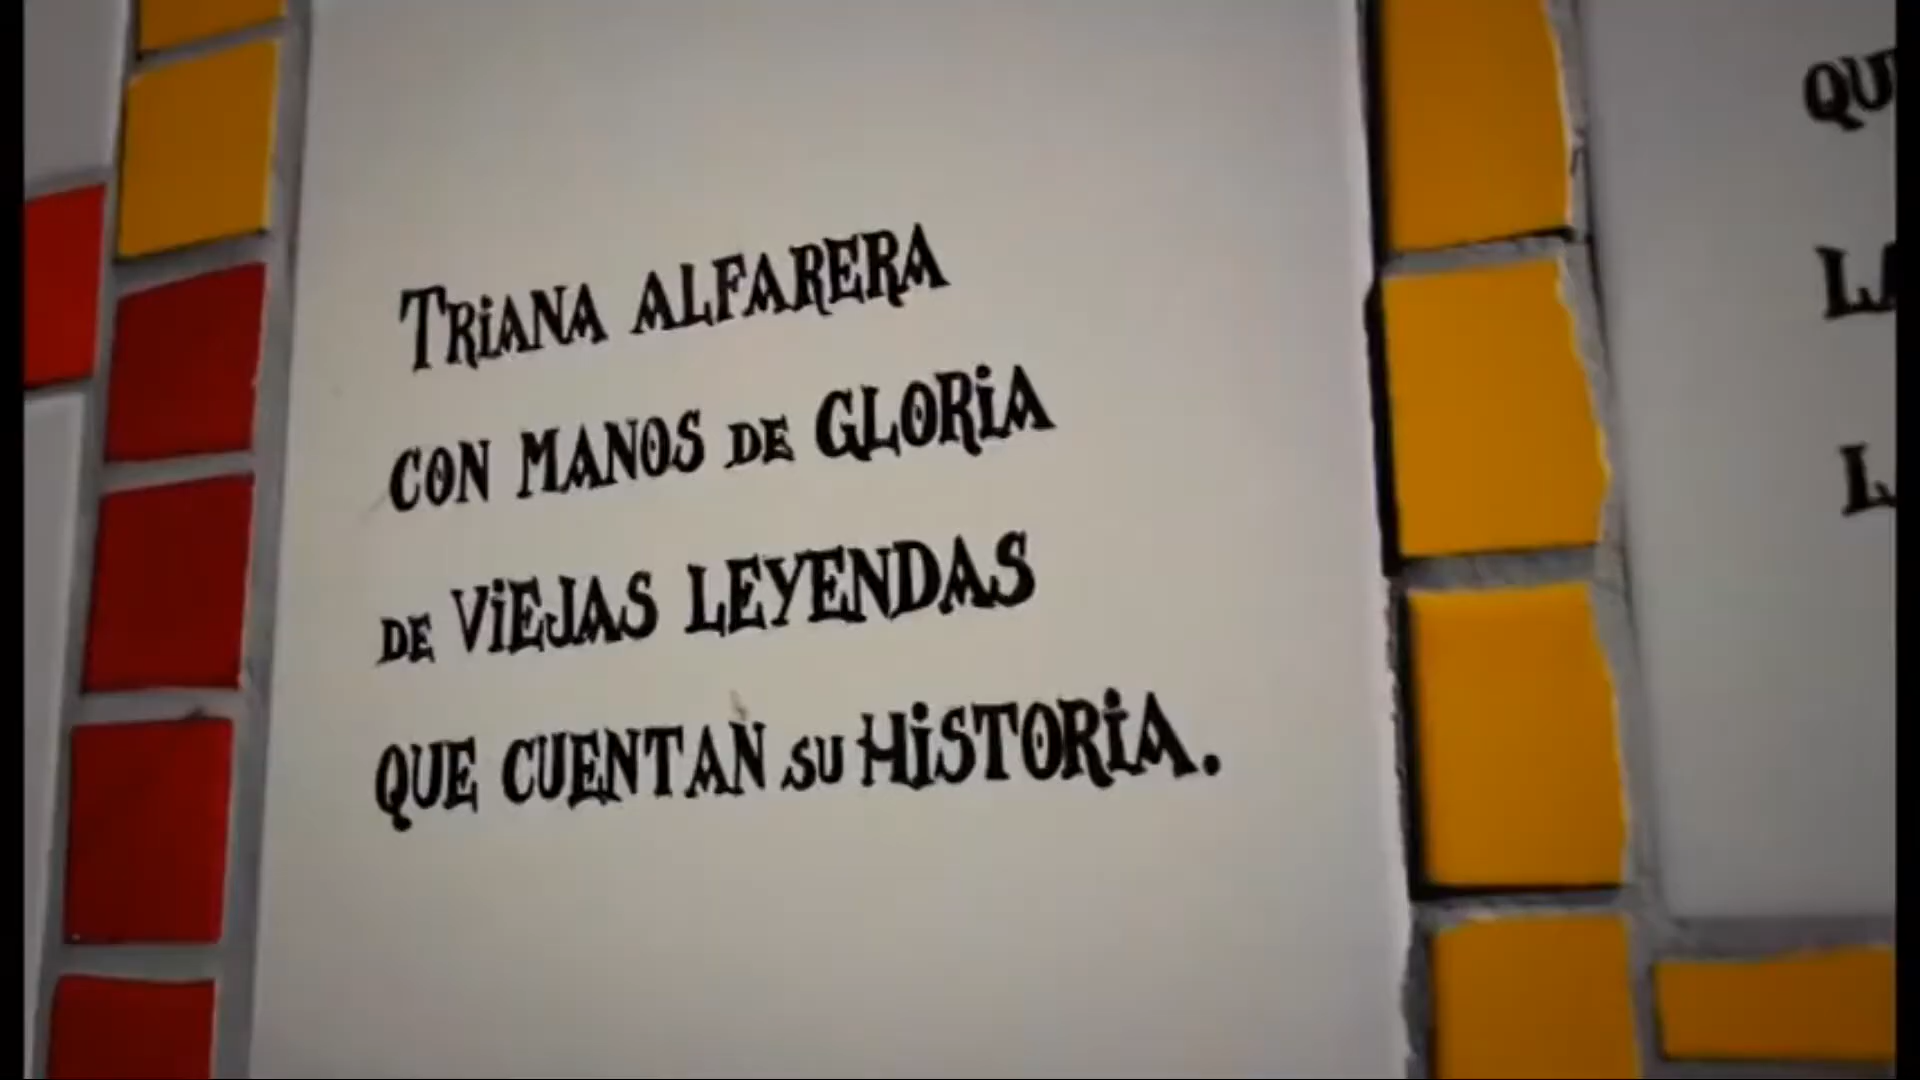 Triana alfarera
con manos de gloria
de viejas leyendas
que cuentan su historia.